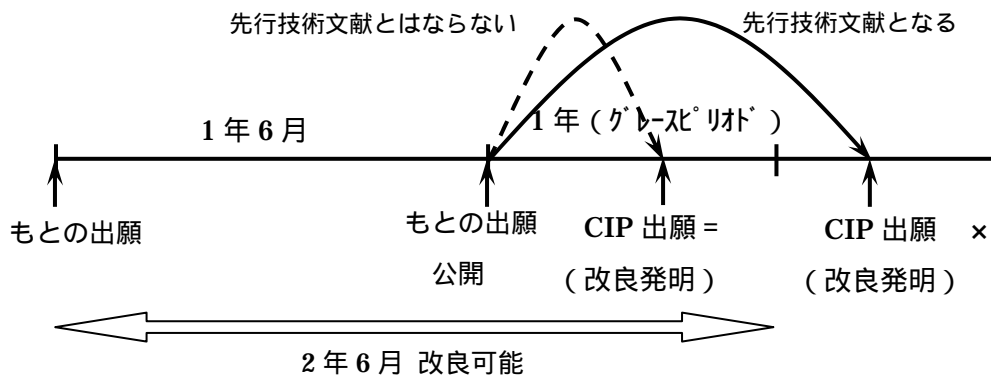 先行技術文献とはならない
先行技術文献となる
1年6月
1年(ｸﾞﾚｰｽﾋﾟﾘｵﾄﾞ)
もとの出願
もとの出願
公開
CIP出願=
(改良発明)
CIP出願 ×
(改良発明)
2年6月 改良可能